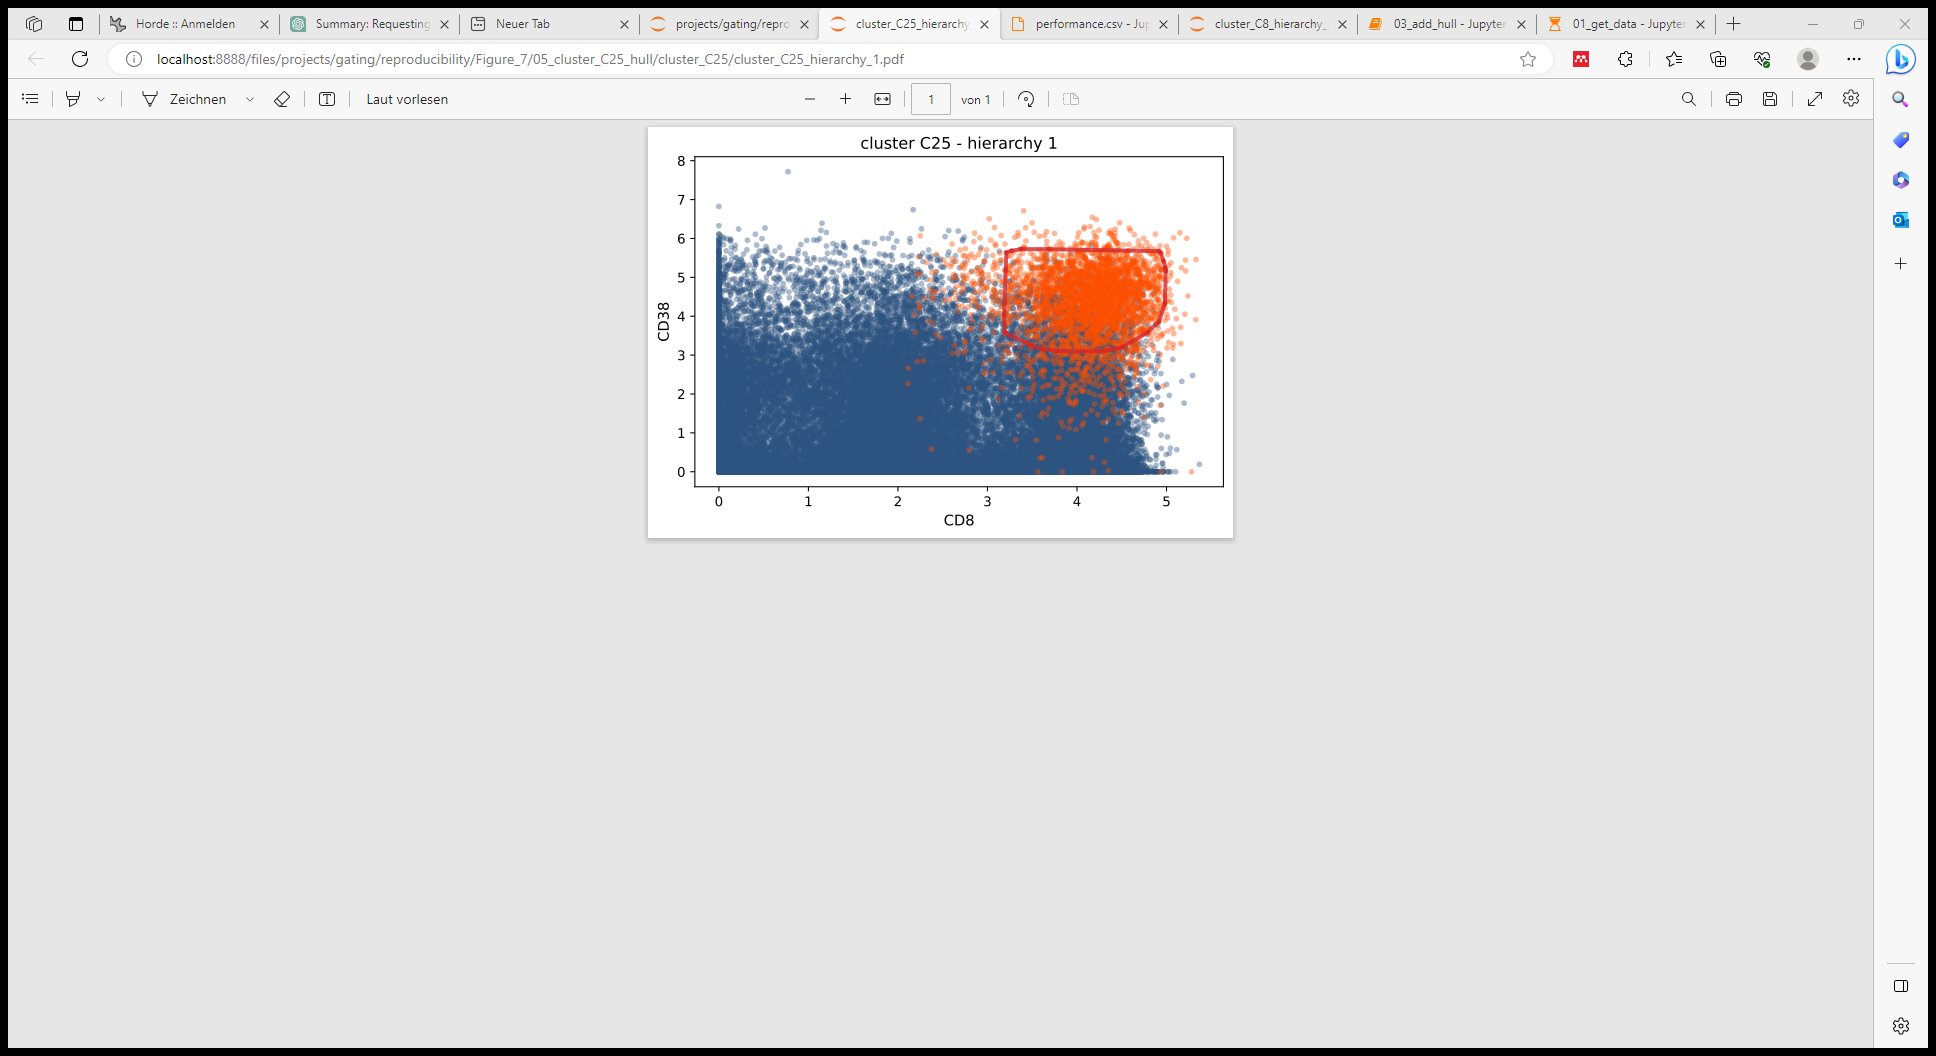 Horde :: Anmelden
Summary: Requesting
Neuer Tab
projects/gating/repro
cluster_C25_hierarchy
performance.csv - Jup
cluster_C8_hierarchy_
03_add_hull - Jupyter
01_get_data - Jupyter
localhost:8888/files/projects/gating/reproducibility/Figure_7/05_cluster_C25_hull/cluster_C25/cluster_C25_hierarchy_1.pdf
Zeichnen
Laut vorlesen
1 von 1
cluster C25 - hierarchy 1
8
7
6
5
4
3
2
1
0
CD38
0 1 2 3 4 5
CD8